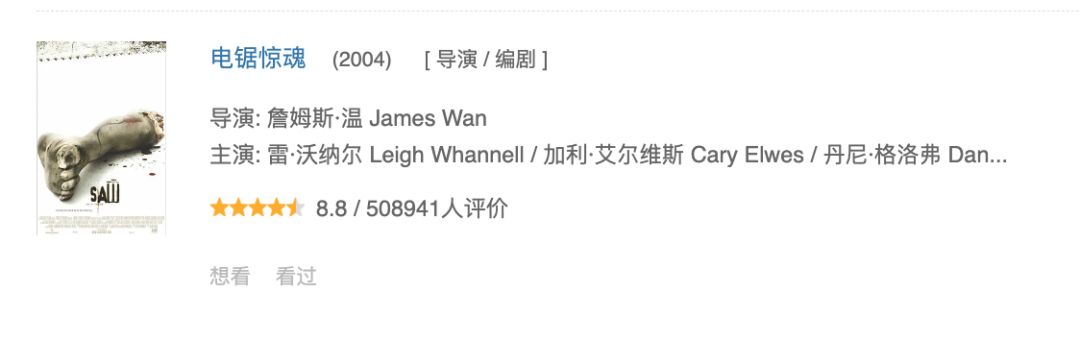 电锯惊魂 (2004) [ 导演 / 编剧 ]
导演: 詹姆斯·温 James Wan
主演: 雷·沃纳尔 Leigh Whannell / 加利·艾尔维斯 Cary Elwes / 丹尼·格洛弗 Dan...
8.8 / 508941人评价
想看 看过
SAW